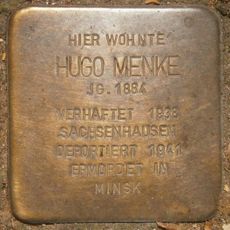 HIER WOHNTE
HUGO MENKE
JG. 1884
VERHAFTET 1938
SACHSENHAUSEN
DEPORTIERT 1941
ERMORDET IN
MINSK